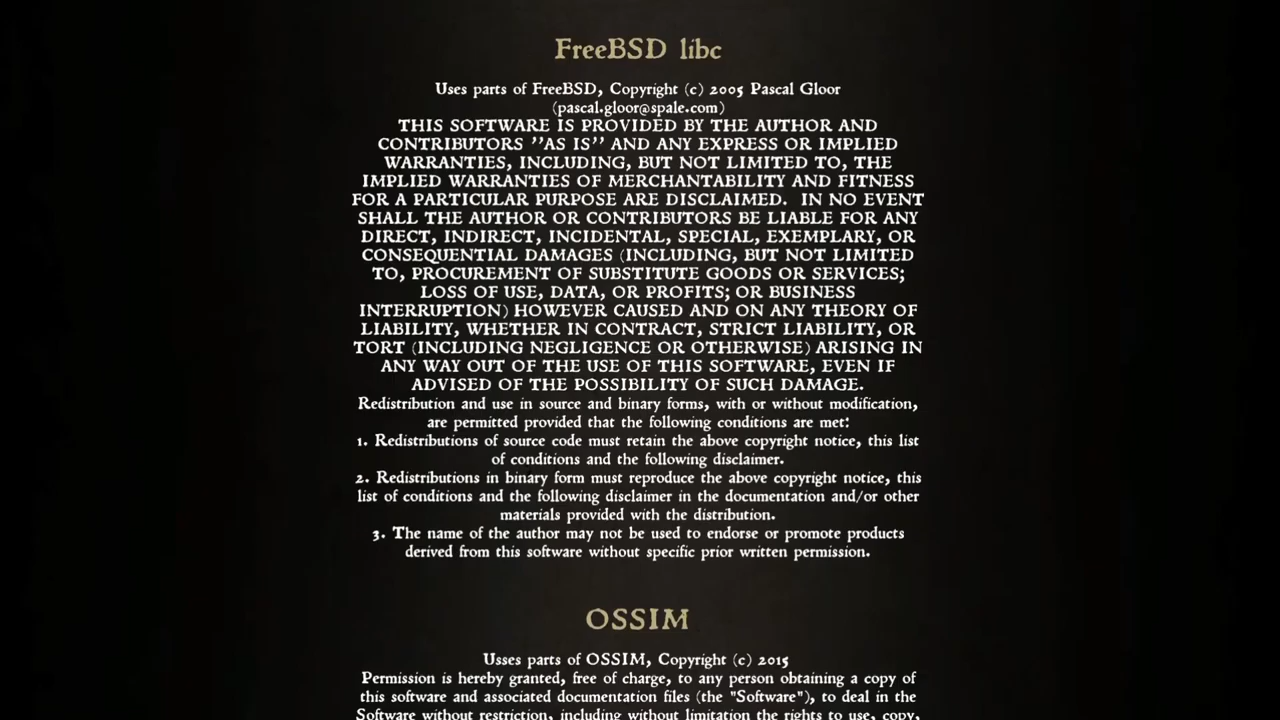 FreeBSD libc
Uses parts of FreeBSD, Copyright (c) 2005 Pascal Gloor
(pascal.gloor@spale.com)
THIS SOFTWARE IS PROVIDED BY THE AUTHOR AND
CONTRIBUTORS ''AS IS'' AND ANY EXPRESS OR IMPLIED
WARRANTIES, INCLUDING, BUT NOT LIMITED TO, THE
IMPLIED WARRANTIES OF MERCHANTABILITY AND FITNESS
FOR A PARTICULAR PURPOSE ARE DISCLAIMED.  IN NO EVENT
SHALL THE AUTHOR OR CONTRIBUTORS BE LIABLE FOR ANY
DIRECT, INDIRECT, INCIDENTAL, SPECIAL, EXEMPLARY, OR
CONSEQUENTIAL DAMAGES (INCLUDING, BUT NOT LIMITED
TO, PROCUREMENT OF SUBSTITUTE GOODS OR SERVICES;
LOSS OF USE, DATA, OR PROFITS; OR BUSINESS
INTERRUPTION) HOWEVER CAUSED AND ON ANY THEORY OF
LIABILITY, WHETHER IN CONTRACT, STRICT LIABILITY, OR
TORT (INCLUDING NEGLIGENCE OR OTHERWISE) ARISING IN
ANY WAY OUT OF THE USE OF THIS SOFTWARE, EVEN IF
ADVISED OF THE POSSIBILITY OF SUCH DAMAGE.
Redistribution and use in source and binary forms, with or without modification,
are permitted provided that the following conditions are met:
1. Redistributions of source code must retain the above copyright notice, this list
of conditions and the following disclaimer.
2. Redistributions in binary form must reproduce the above copyright notice, this
list of conditions and the following disclaimer in the documentation and/or other
materials provided with the distribution.
3. The name of the author may not be used to endorse or promote products
derived from this software without specific prior written permission.
OSSIM
Usses parts of OSSIM, Copyright (c) 2015
Permission is hereby granted, free of charge, to any person obtaining a copy of
this software and associated documentation files (the "Software"), to deal in the
Software without restriction, including without limitation the rights to use, copy,